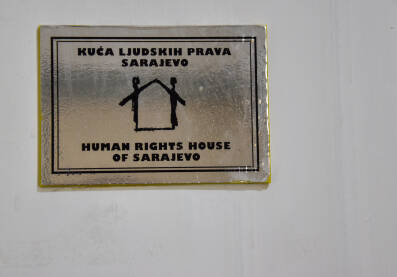 KUĆA LJUDSKIH PRAVA
SARAJEVO
HUMAN RIGHTS HOUSE
OF SARAJEVO